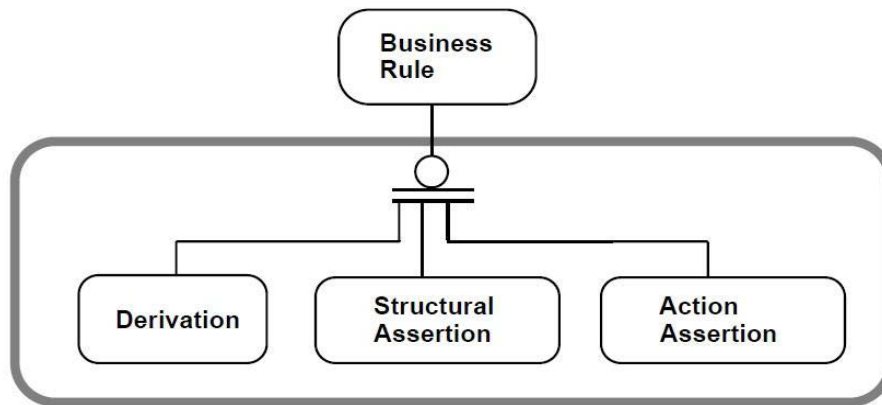 Business
Rule
Derivation
Structural
Assertion
Action
Assertion